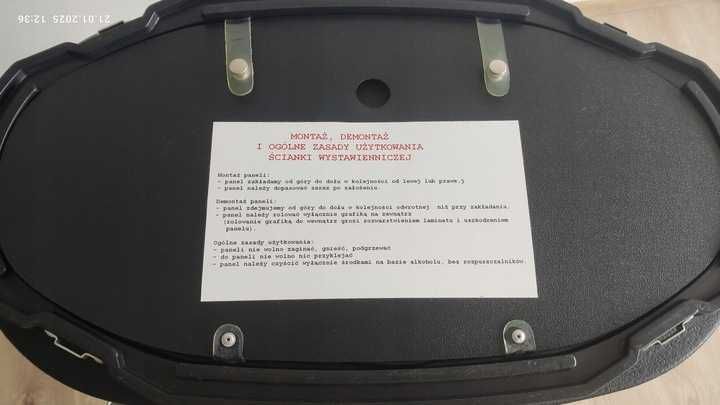 21.01.2025 12:36
MONTAŻ, DEMONTAŻ
I OGÓLNE ZASADY UŻYTKOWANIA
ŚCIANKI WYSTAWIENNICZEJ
Montaż paneli:
- panel zakładamy od góry do dołu w kolejności od lewej lub prawej
- panel należy dopasować zaraz po założeniu.
Demontaż paneli:
- panel zdejmujemy od góry do dołu w kolejności odwrotnej niż przy zakładaniu.
- panel należy rolować wyłącznie grafiką na zewnątrz
(rolowanie grafiką do wewnątrz grozi rozwarstwieniem laminatu i uszkodzeniem
panelu).
Ogólne zasady użytkowania:
- paneli nie wolno zaginać, gnieść, podgrzewać
- do paneli nie wolno nic przyklejać
- panel należy czyścić wyłącznie środkami na bazie alkoholu, bez rozpuszczalników.